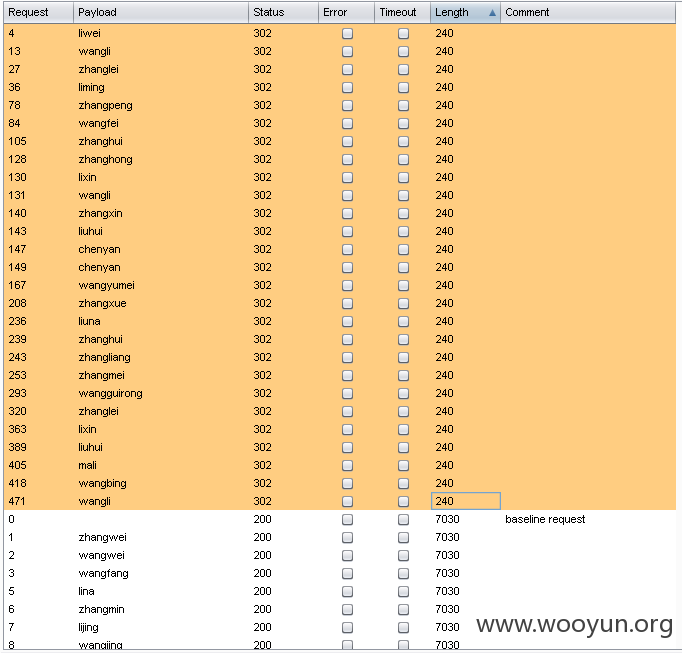 Request Payload Status Error Timeout Length Comment
4 liwei 302 240
13 wangli 302 240
27 zhanglei 302 240
36 liming 302 240
78 zhangpeng 302 240
84 wangfei 302 240
105 zhanghui 302 240
128 zhanghong 302 240
130 lixin 302 240
131 wangli 302 240
140 zhangxin 302 240
143 liuhui 302 240
147 chenyan 302 240
149 chenyan 302 240
167 wangyumei 302 240
208 zhangxue 302 240
236 liuna 302 240
239 zhanghui 302 240
243 zhangliang 302 240
253 zhangmei 302 240
293 wangguirong 302 240
320 zhanglei 302 240
363 lixin 302 240
389 liuhui 302 240
405 mali 302 240
418 wangbing 302 240
471 wangli 302 240
0 200 7030 baseline request
1 zhangwei 200 7030
2 wangwei 200 7030
3 wangfang 200 7030
5 lina 200 7030
6 zhangmin 200 7030
7 lijing 200 7030
8 wangjing 200 7030
www.wooyun.org